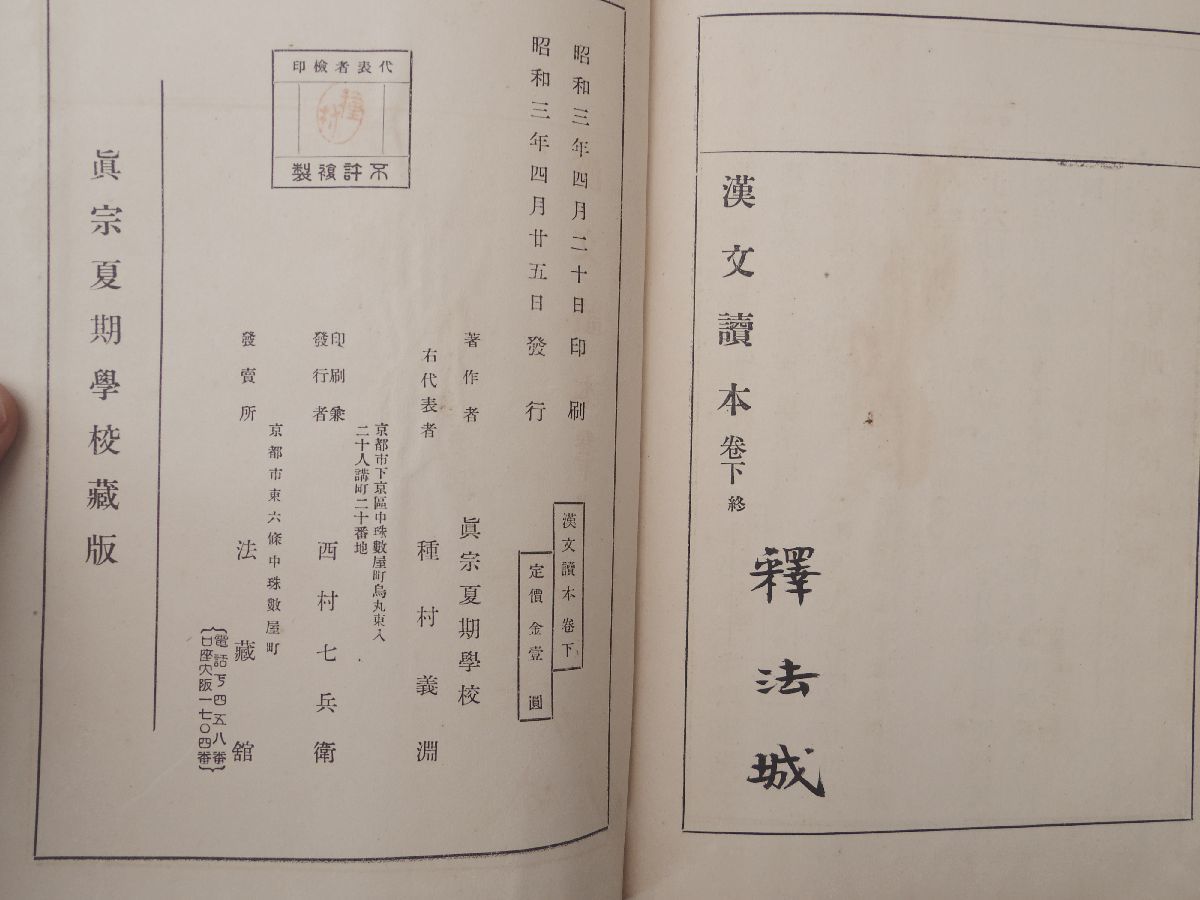 漢文讀本卷下終
釋法城
昭和三年四月二十日印刷
昭和三年四月廿五日發行
漢文讀本 卷下
定價金壹圓
代表者檢印
種村
不許複製
著作者 眞宗夏期學校
右代表者 種村義淵
京都市下京區中珠數屋町烏丸東入
二十人講町二十番地
印刷兼
發行者 西村七兵衛
京都市東六條中珠數屋町
發賣所 法藏舘
電話下四五八番
口座大阪一七〇四番
眞宗夏期學校藏版